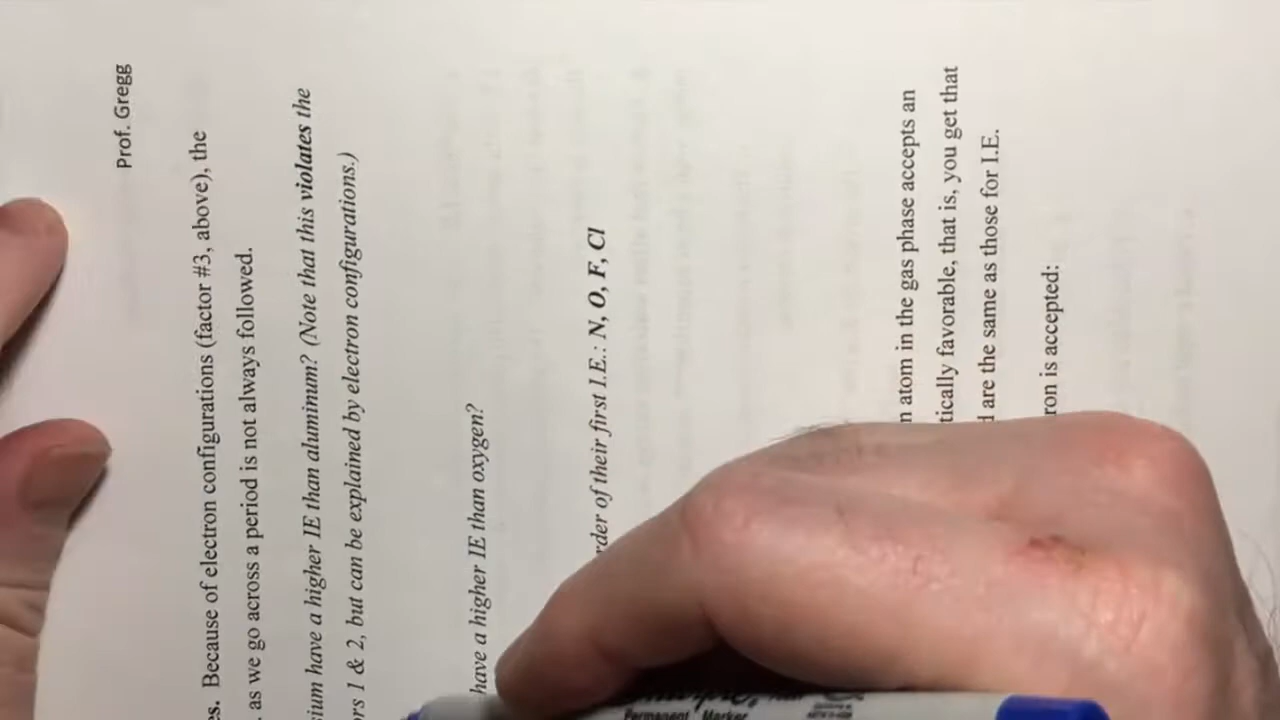 Prof. Gregg
es. Because of electron configurations (factor #3, above), the
. as we go across a period is not always followed.
sium have a higher IE than aluminum? (Note that this violates the
ors 1 & 2, but can be explained by electron configurations.)
have a higher IE than oxygen?
rder of their first I.E.: N, O, F, Cl
n atom in the gas phase accepts an
tically favorable, that is, you get that
d are the same as those for I.E.
ron is accepted:
Permanent Marker